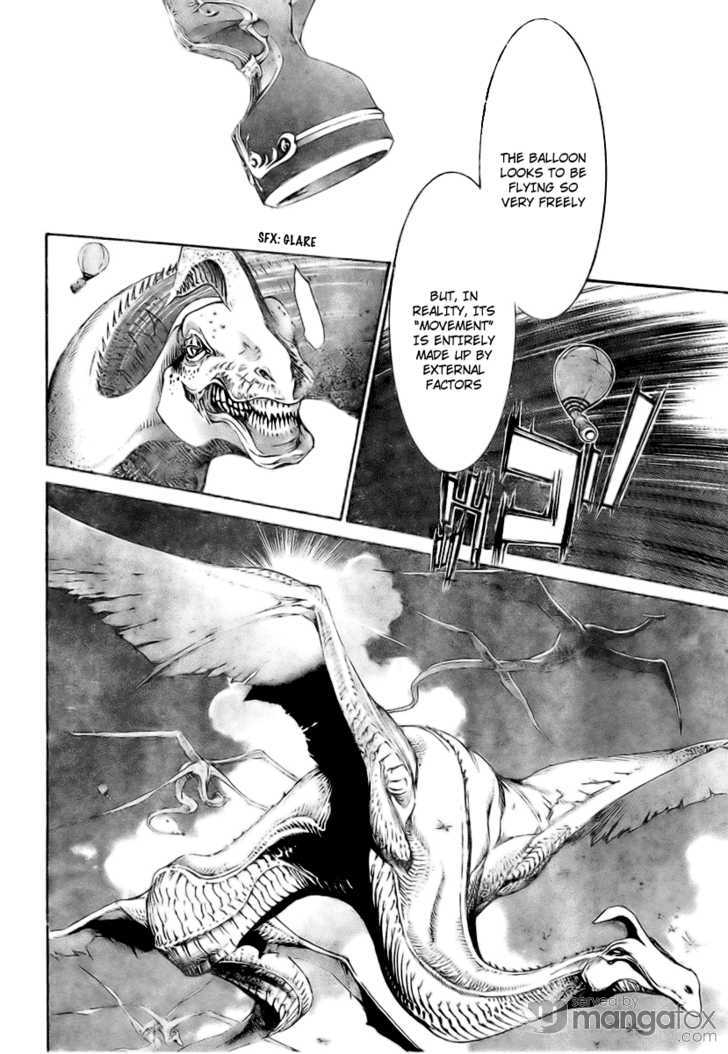 THE BALLOON
LOOKS TO BE
FLYING SO
VERY FREELY
SFX: GLARE
BUT, IN
REALITY, ITS
"MOVEMENT"
IS ENTIRELY
MADE UP BY
EXTERNAL
FACTORS
served by
mangafox